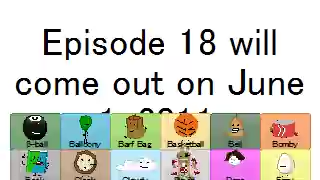 Episode 18 will
come out on June
8-ball Balloony Barf Bag Basketball Bell Bomby